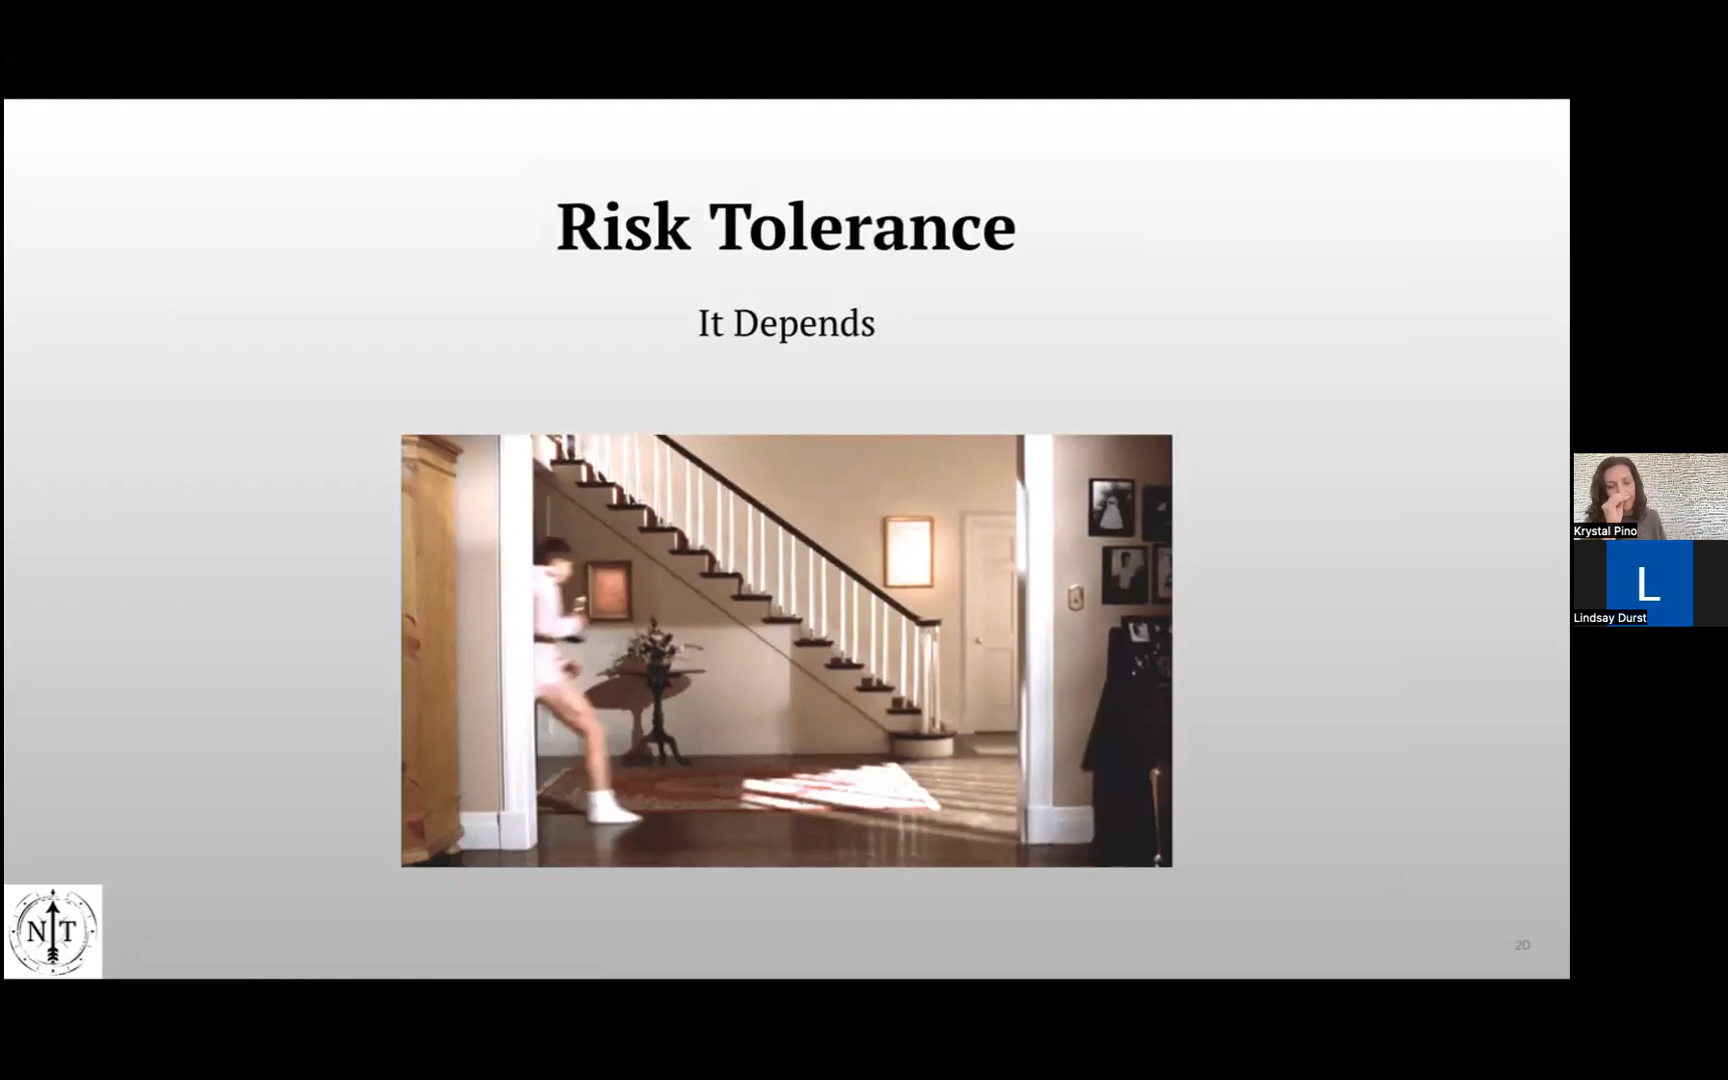 Risk Tolerance
It Depends
Krystal Pino
L
Lindsay Durst
N T
20